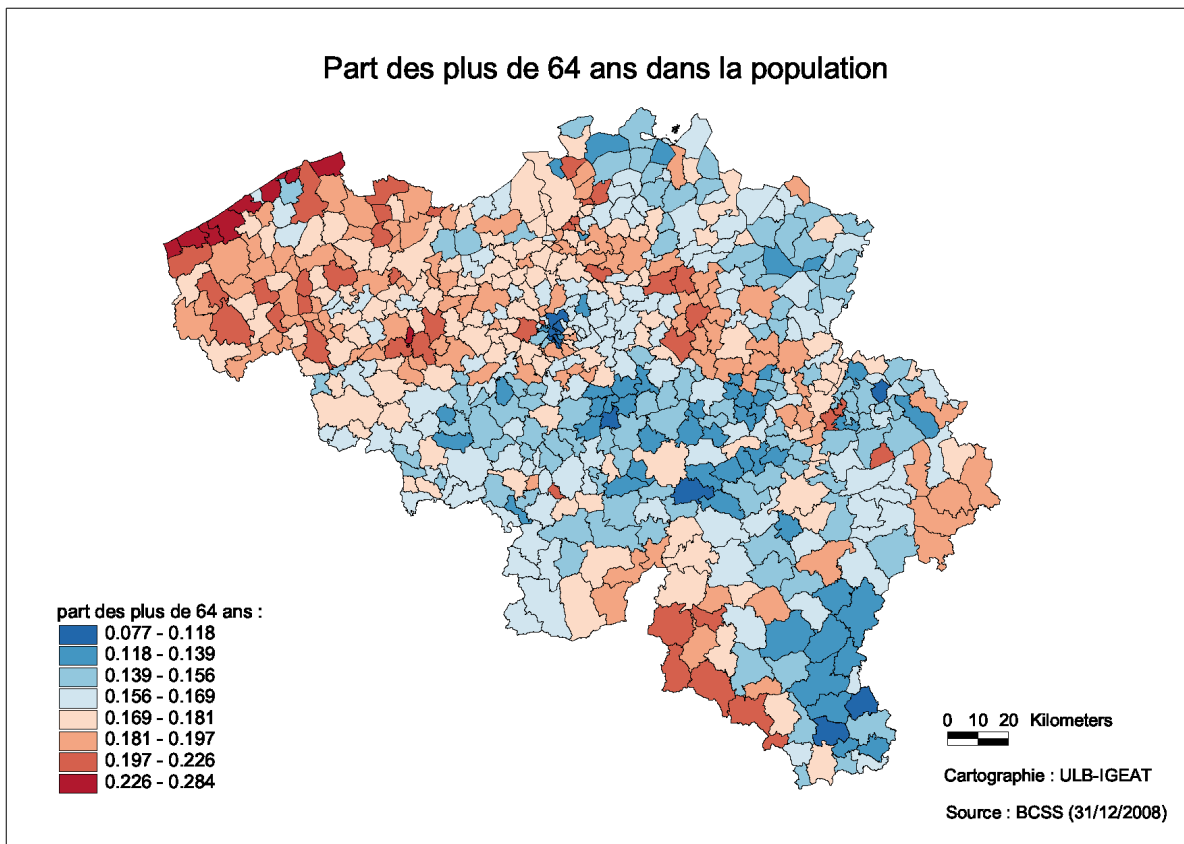 Part des plus de 64 ans dans la population
part des plus de 64 ans :
0.077 - 0.118
0.118 - 0.139
0.139 - 0.156
0.156 - 0.169
0.169 - 0.181
0.181 - 0.197
0.197 - 0.226
0.226 - 0.284
0 10 20 Kilometers
Cartographie : ULB-IGEAT
Source : BCSS (31/12/2008)